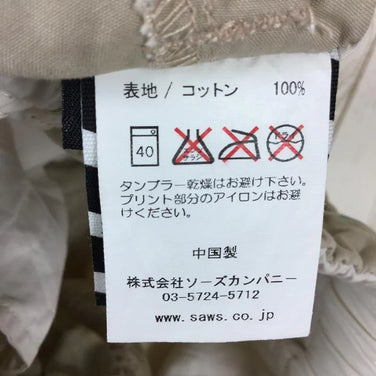 表地 / コットン 100%
40
タンブラー乾燥はお避け下さい。
プリント部分のアイロンはお避
けください。
中国製
株式会社ソーズカンパニー
03-5724-5712
www.saws.co.jp